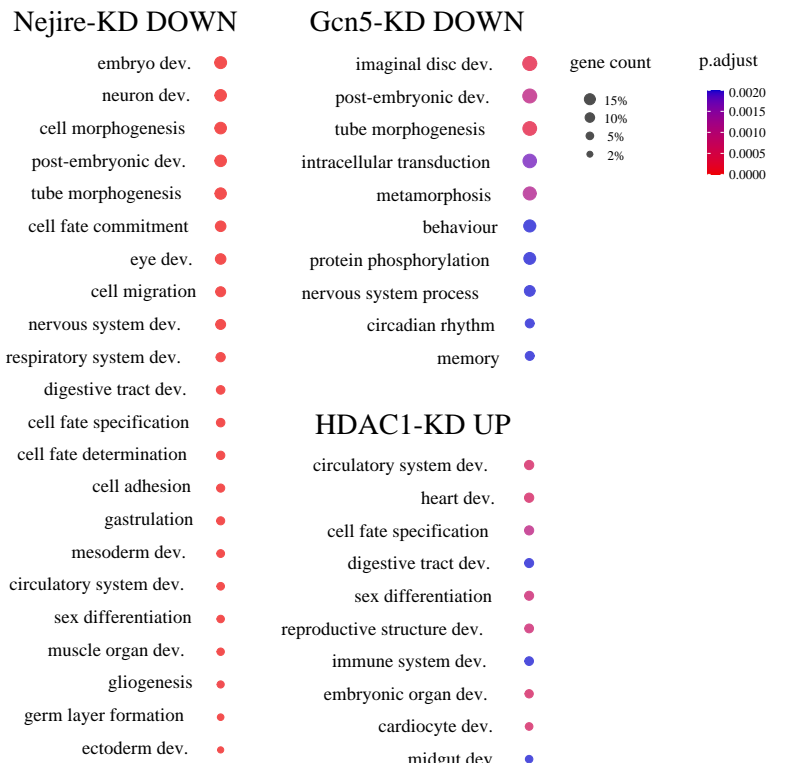 Nejire-KD DOWN
embryo dev.
neuron dev.
cell morphogenesis
post-embryonic dev.
tube morphogenesis
cell fate commitment
eye dev.
cell migration
nervous system dev.
respiratory system dev.
digestive tract dev.
cell fate specification
cell fate determination
cell adhesion
gastrulation
mesoderm dev.
circulatory system dev.
sex differentiation
muscle organ dev.
gliogenesis
germ layer formation
ectoderm dev.
Gcn5-KD DOWN
imaginal disc dev.
post-embryonic dev.
tube morphogenesis
intracellular transduction
metamorphosis
behaviour
protein phosphorylation
nervous system process
circadian rhythm
memory
HDAC1-KD UP
circulatory system dev.
heart dev.
cell fate specification
digestive tract dev.
sex differentiation
reproductive structure dev.
immune system dev.
embryonic organ dev.
cardiocyte dev.
midgut dev
gene count
15%
10%
5%
2%
p.adjust
0.0020
0.0015
0.0010
0.0005
0.0000